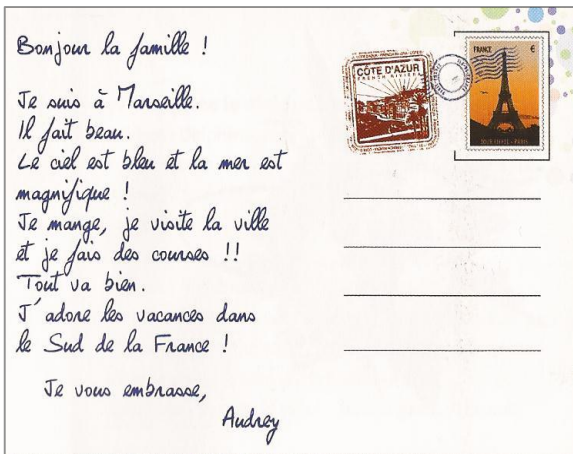 Bonjour la famille !
Je suis à Marseille.
Il fait beau.
Le ciel est bleu et la mer est
magnifique !
Je mange, je visite la ville
et je fais des courses !!
Tout va bien.
J'adore les vacances dans
le Sud de la France !
Je vous embrasse,
Audrey
CÔTE D'AZUR
FRENCH RIVIERA
FRANCE €